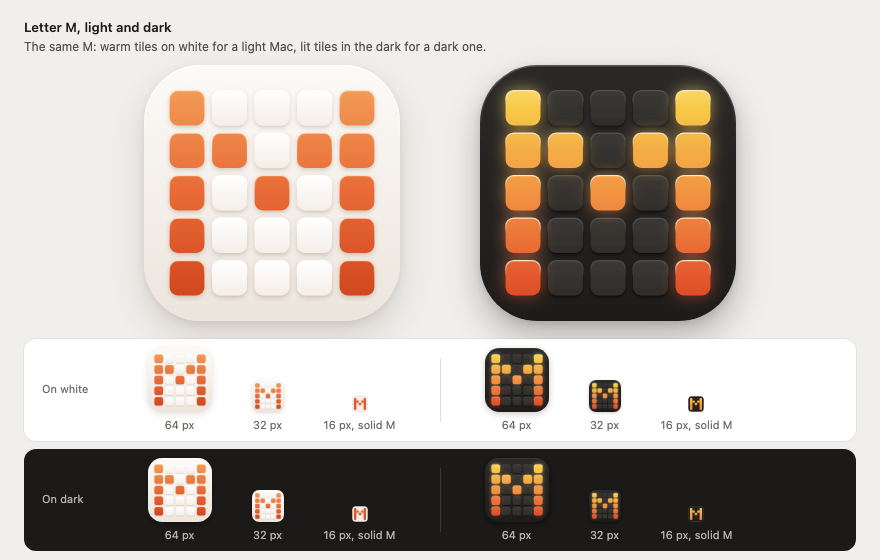 Letter M, light and dark
The same M: warm tiles on white for a light Mac, lit tiles in the dark for a dark one.
On white
64 px
32 px
16 px, solid M
64 px
32 px
16 px, solid M
On dark
64 px
32 px
16 px, solid M
64 px
32 px
16 px, solid M